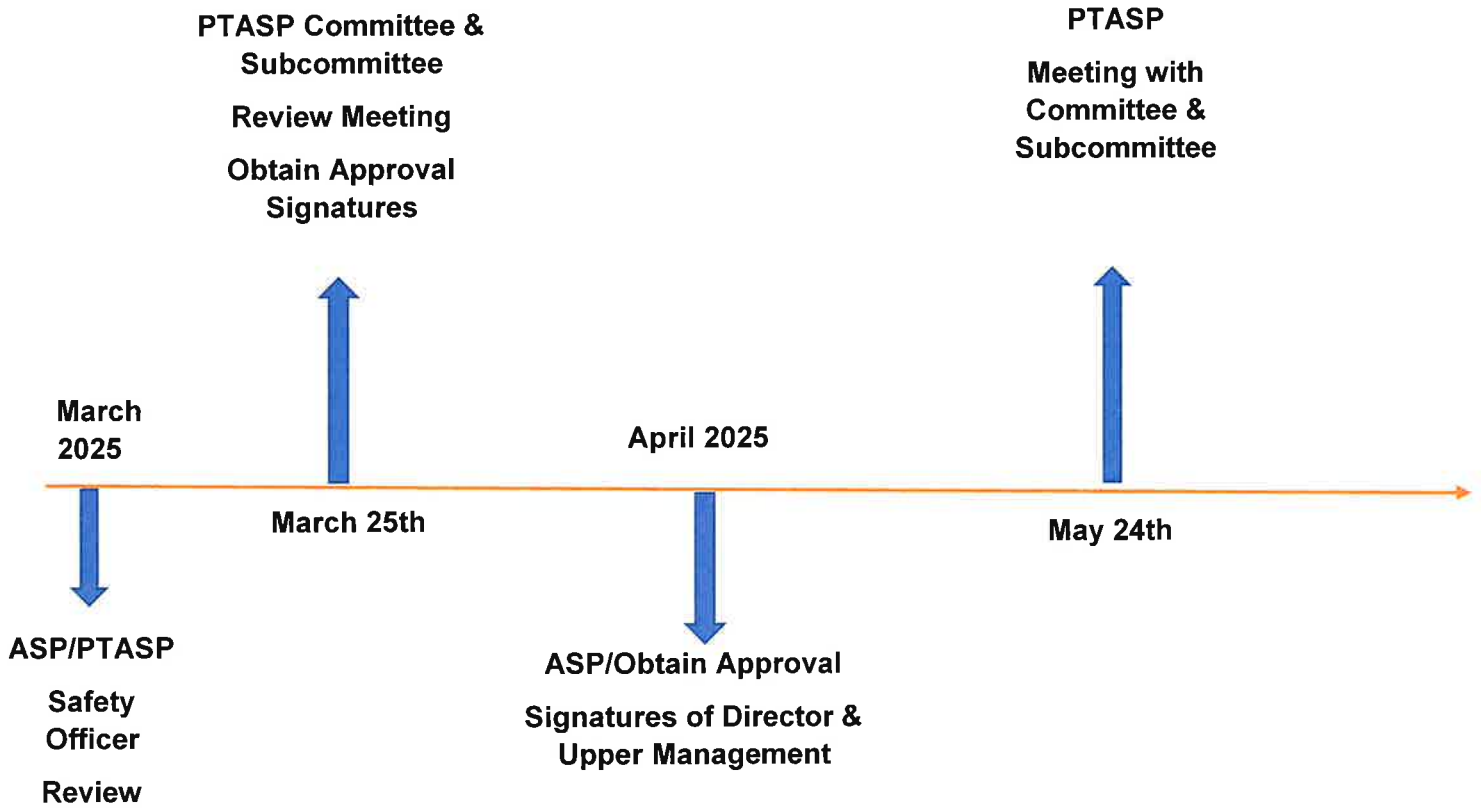 PTASP Committee &
Subcommittee
Review Meeting
Obtain Approval
Signatures
PTASP
Meeting with
Committee &
Subcommittee
March
2025
April 2025
March 25th
May 24th
ASP/PTASP
Safety
Officer
Review
ASP/Obtain Approval
Signatures of Director &
Upper Management